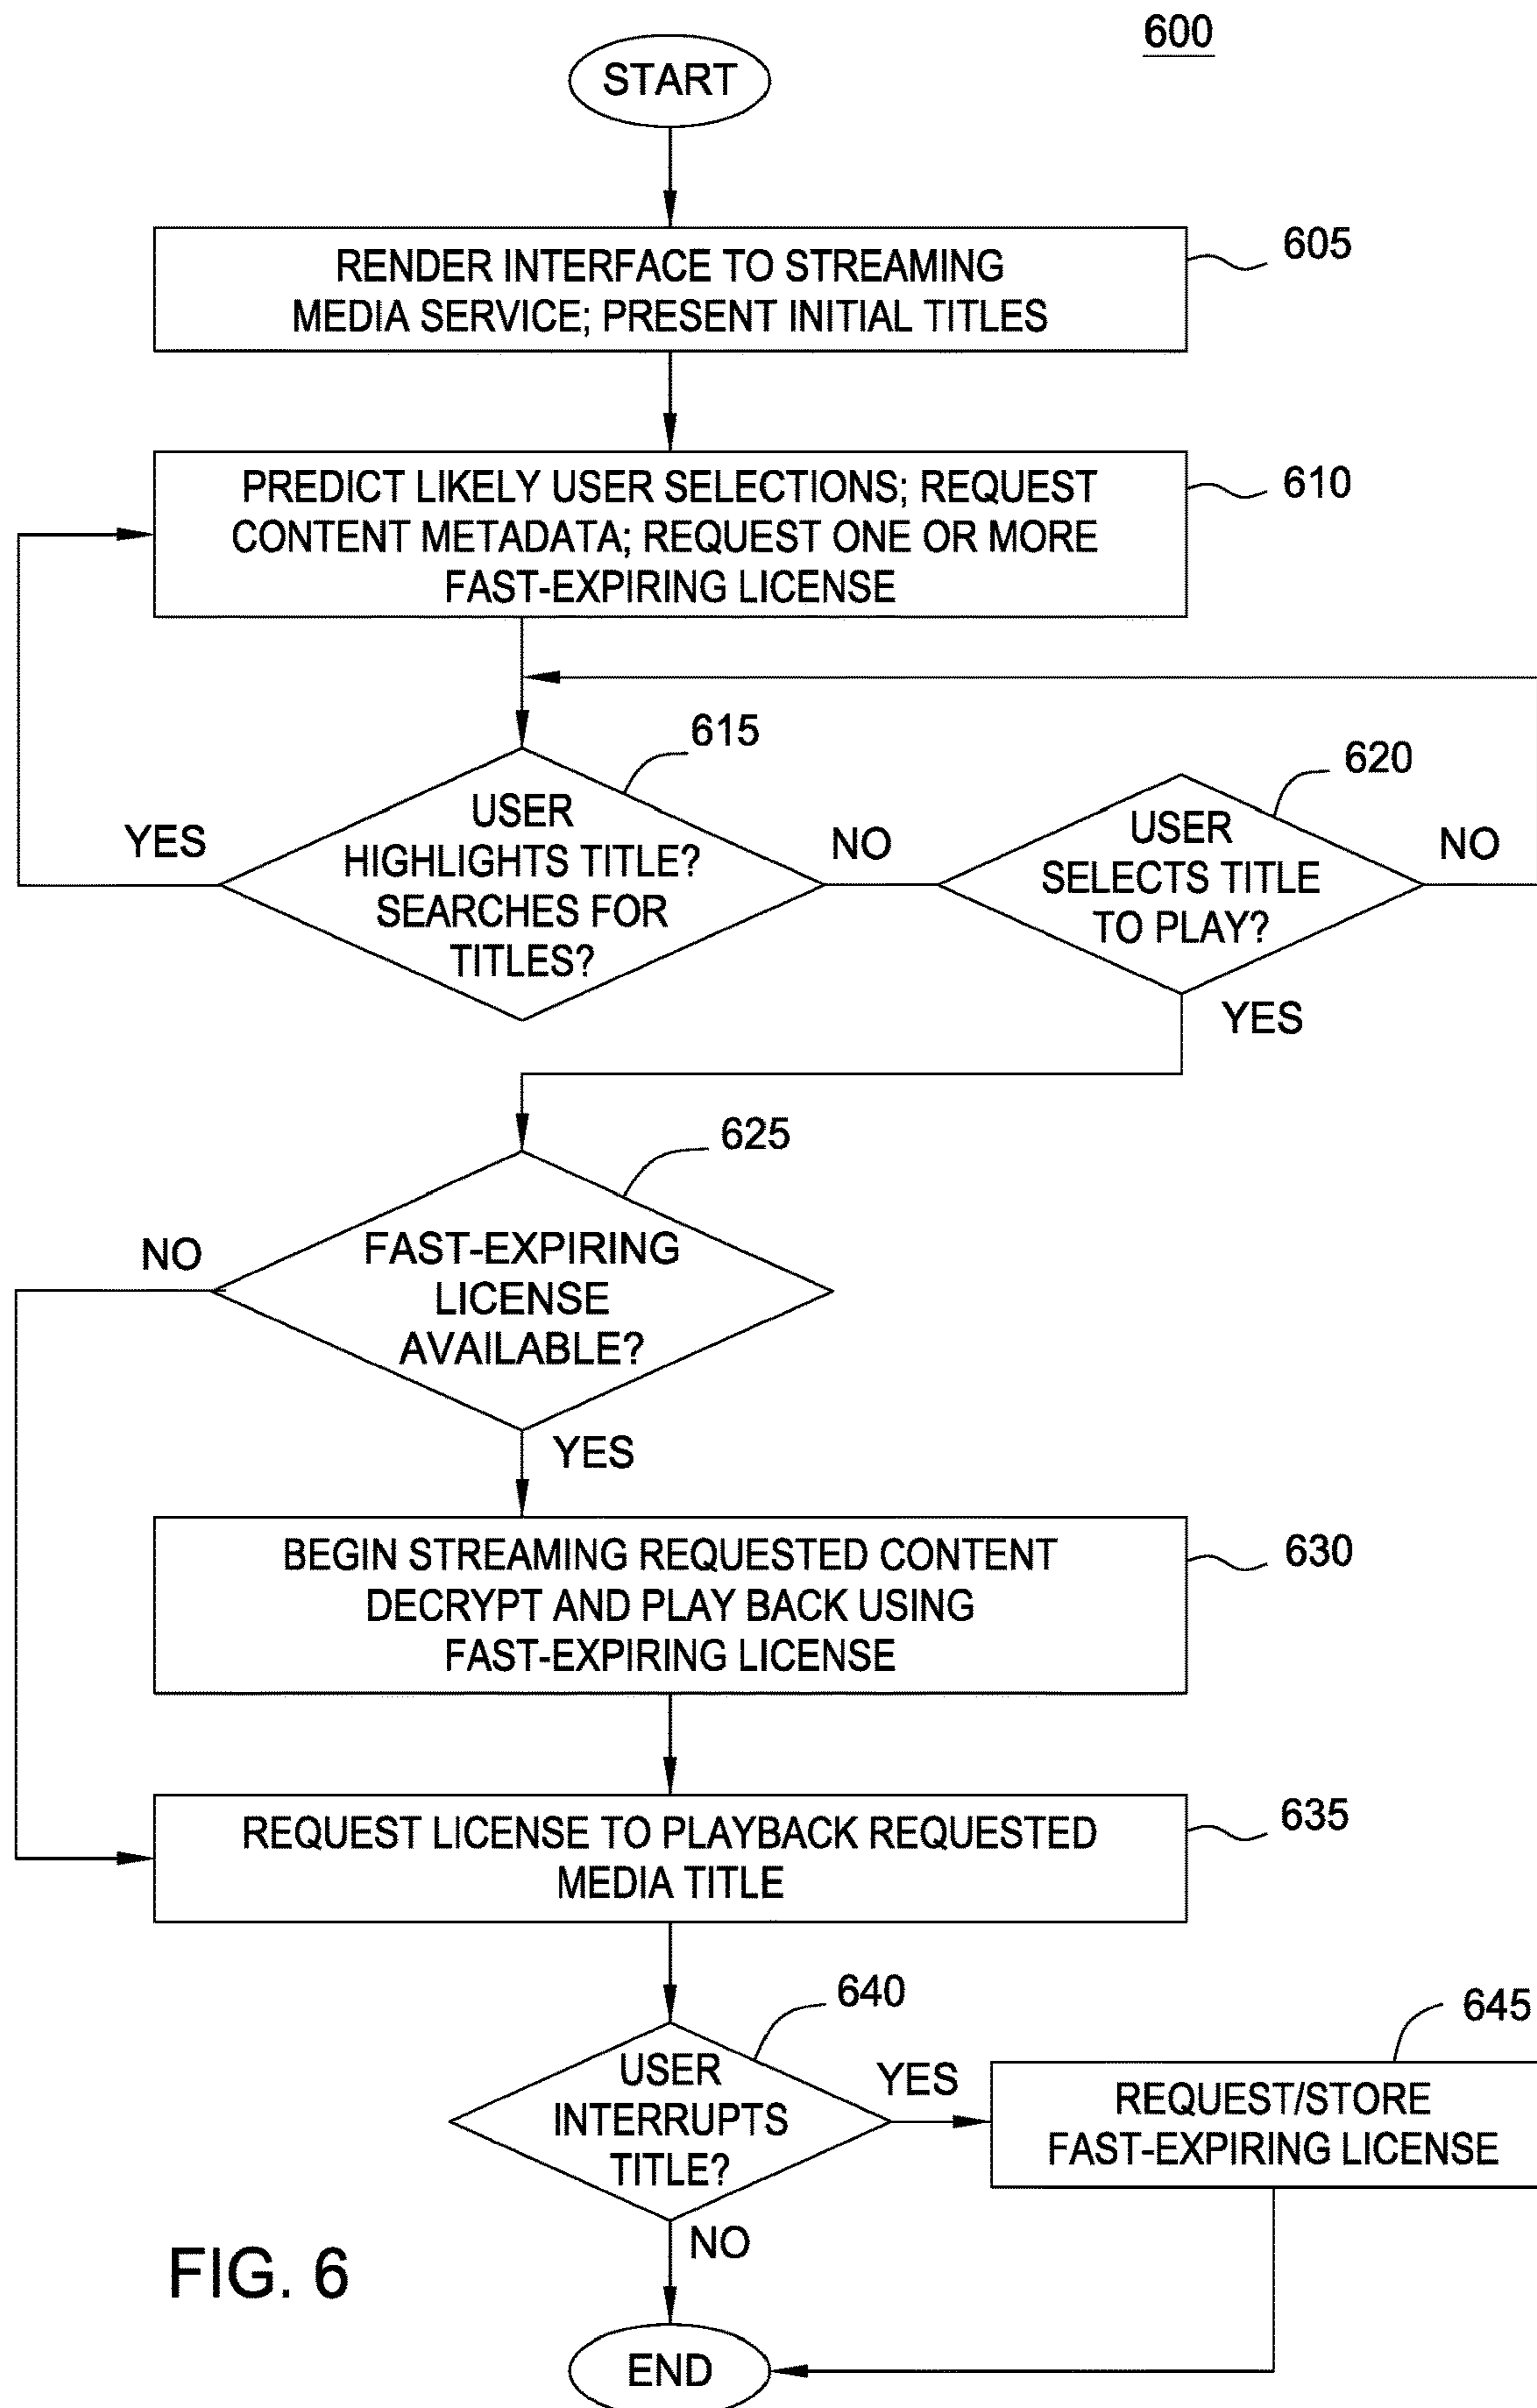 600
START
RENDER INTERFACE TO STREAMING
MEDIA SERVICE; PRESENT INITIAL TITLES
605
PREDICT LIKELY USER SELECTIONS; REQUEST
CONTENT METADATA; REQUEST ONE OR MORE
FAST-EXPIRING LICENSE
610
615
USER
HIGHLIGHTS TITLE?
SEARCHES FOR
TITLES?
YES
NO
620
USER
SELECTS TITLE
TO PLAY?
NO
YES
625
FAST-EXPIRING
LICENSE
AVAILABLE?
NO
YES
BEGIN STREAMING REQUESTED CONTENT
DECRYPT AND PLAY BACK USING
FAST-EXPIRING LICENSE
630
REQUEST LICENSE TO PLAYBACK REQUESTED
MEDIA TITLE
635
640
USER
INTERRUPTS
TITLE?
YES
645
REQUEST/STORE
FAST-EXPIRING LICENSE
NO
END
FIG. 6